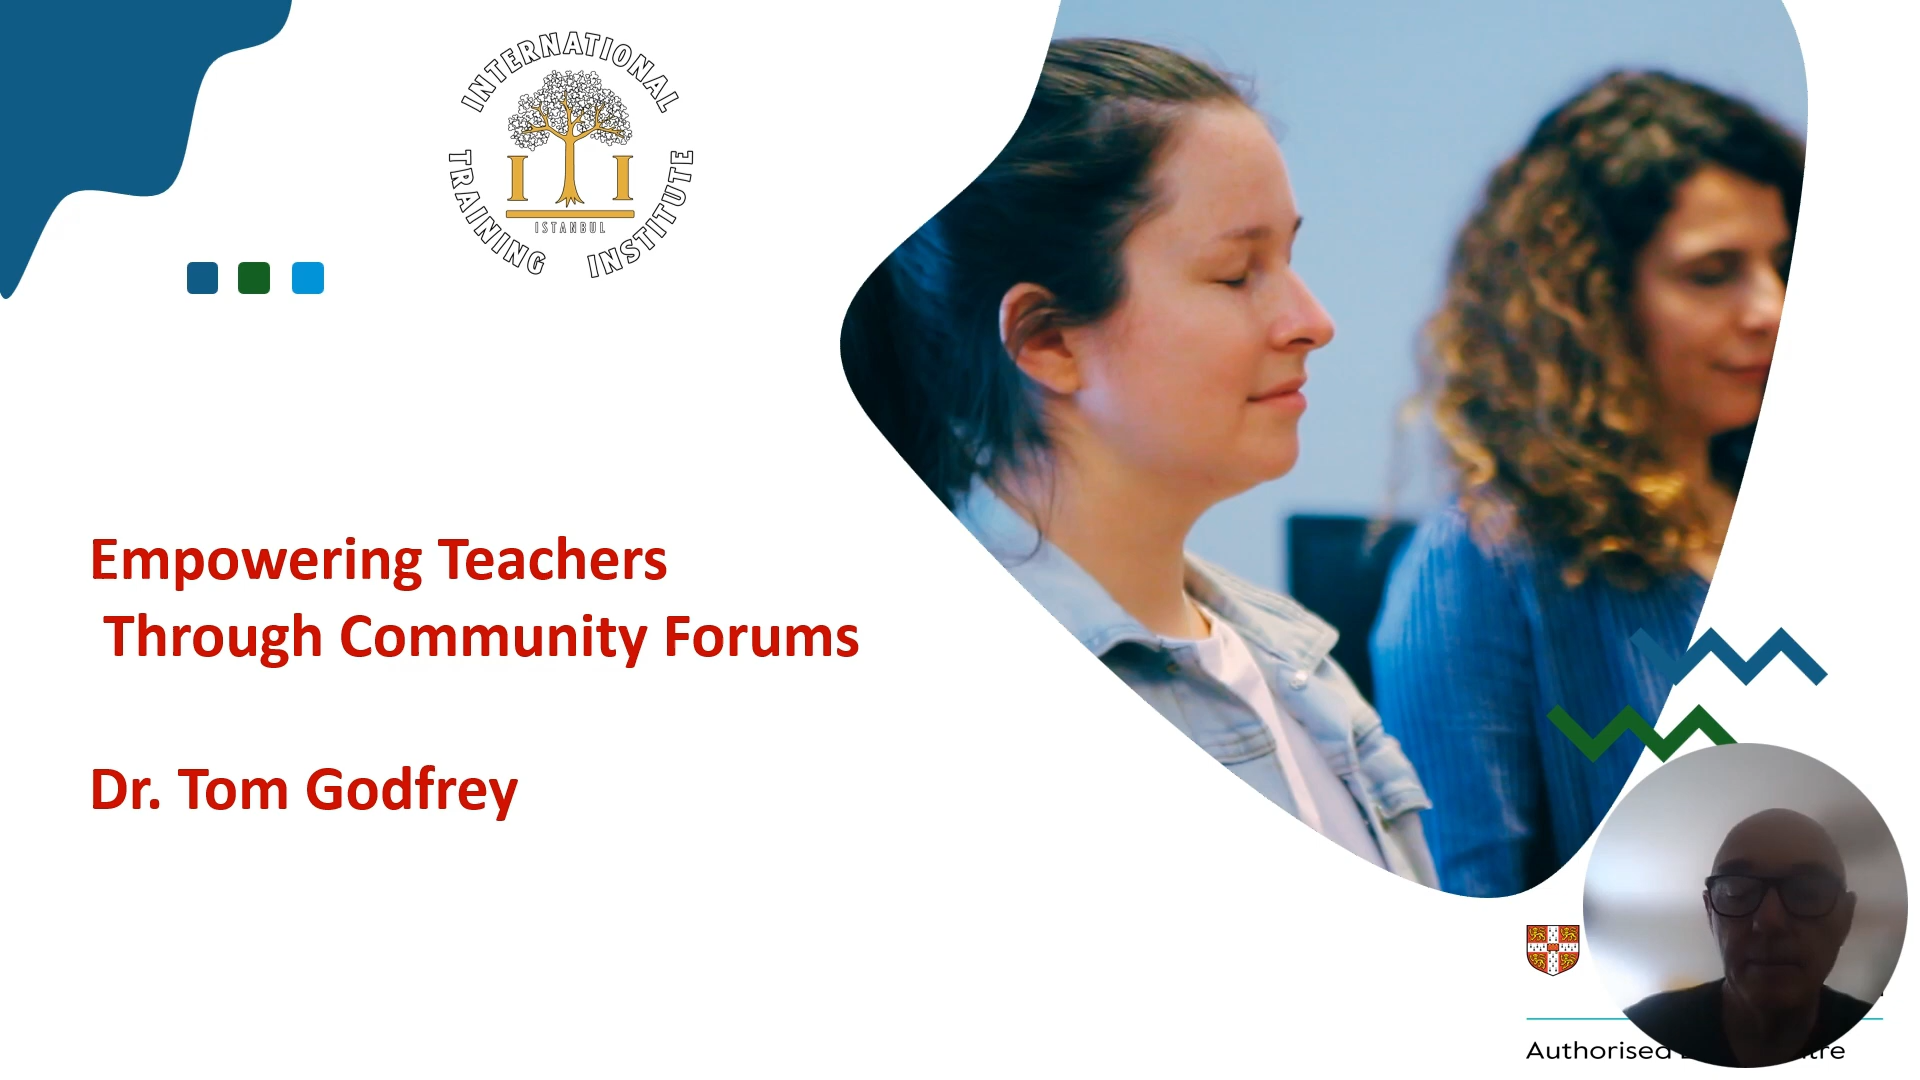 INTERNATIONAL
TRAINING INSTITUTE
I I
ISTANBUL
Empowering Teachers
Through Community Forums
Dr. Tom Godfrey
Authorised